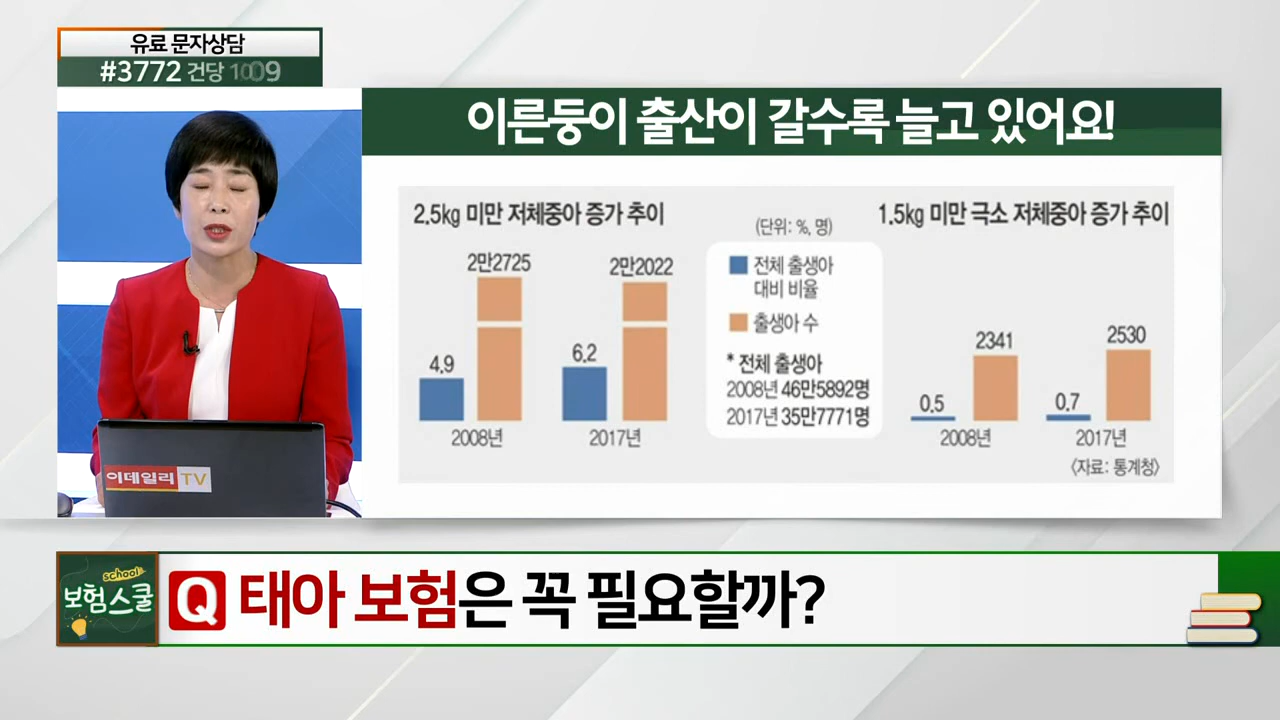 유료 문자상담
#3772 건당
이른둥이 출산이 갈수록 늘고 있어요!
2.5kg 미만 저체중아 증가 추이
(단위: %, 명)
1.5kg 미만 극소 저체중아 증가 추이
2만2725
2만2022
4.9
6.2
2008년
2017년
전체 출생아
대비 비율
출생아 수
* 전체 출생아
2008년 46만5892명
2017년 35만7771명
2341
2530
0.5
0.7
2008년
2017년
〈자료: 통계청〉
이데일리 TV
school
보험스쿨
Q 태아 보험은 꼭 필요할까?